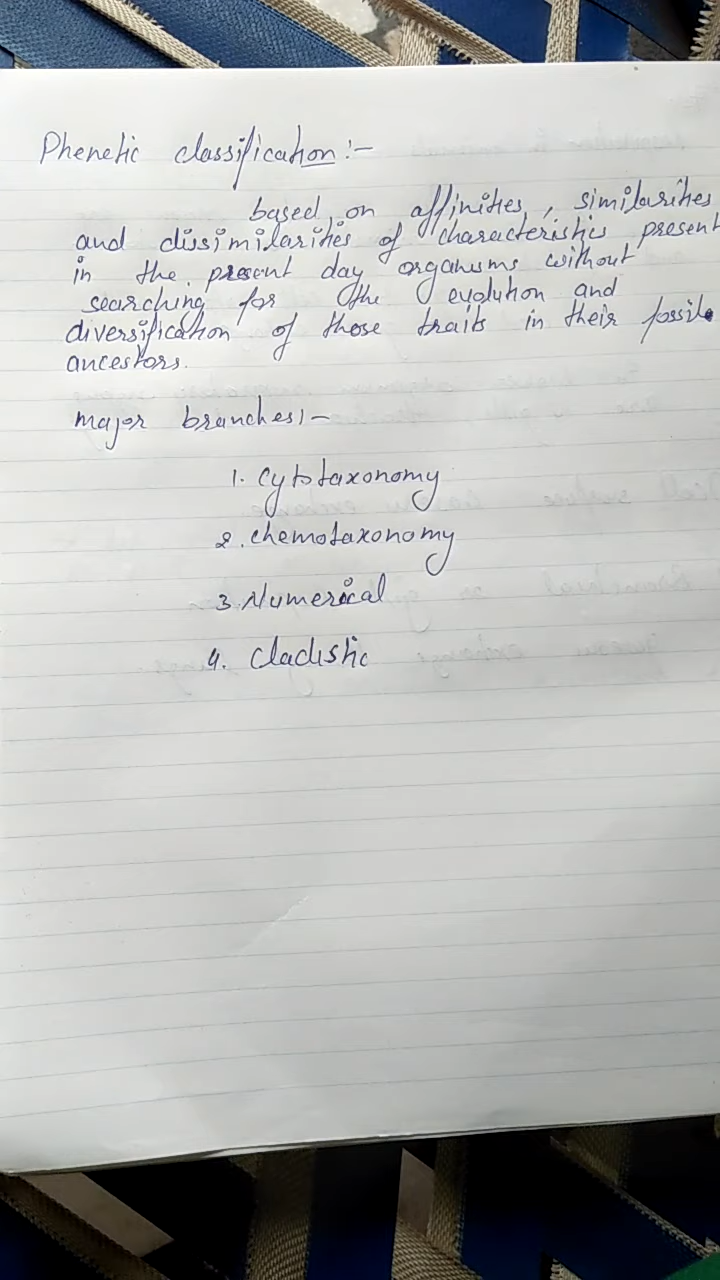 Phenetic classification :-
based on affinities, similarities
and dissimilarities of characteristics present
in the present day organisms without
searching for the evolution and
diversification of those traits in their fossil
ancestors.
major branches :-
1. Cytotaxonomy
2. chemotaxonomy
3. Numerical
4. Cladistic